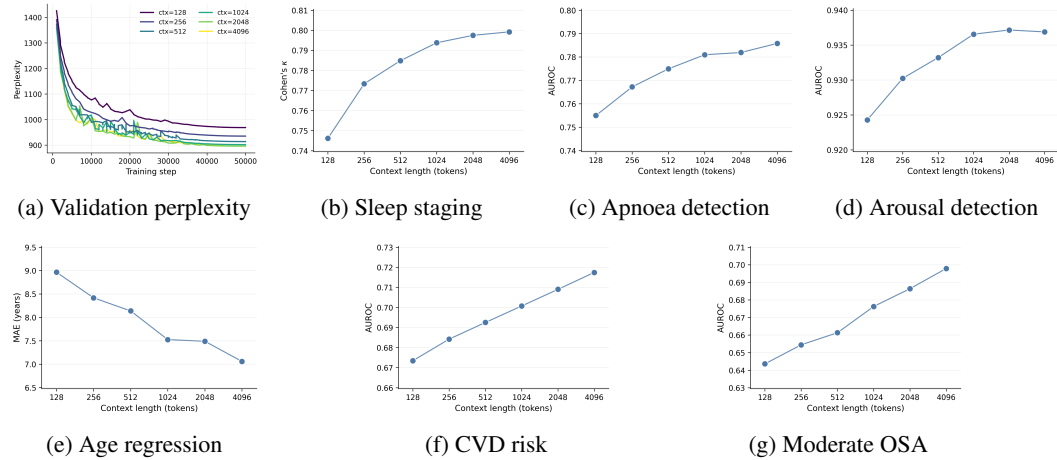 1400
1300
1200
1100
1000
900
Perplexity
ctx=128
ctx=256
ctx=512
ctx=1024
ctx=2048
ctx=4096
0 10000 20000 30000 40000 50000
Training step
(a) Validation perplexity
0.81
0.80
0.79
0.78
0.77
0.76
0.75
0.74
Cohen's κ
128 256 512 1024 2048 4096
Context length (tokens)
(b) Sleep staging
0.80
0.79
0.78
0.77
0.76
0.75
0.74
AUROC
128 256 512 1024 2048 4096
Context length (tokens)
(c) Apnoea detection
0.940
0.935
0.930
0.925
0.920
AUROC
128 256 512 1024 2048 4096
Context length (tokens)
(d) Arousal detection
9.5
9.0
8.5
8.0
7.5
7.0
6.5
MAE (years)
128 256 512 1024 2048 4096
Context length (tokens)
(e) Age regression
0.73
0.72
0.71
0.70
0.69
0.68
0.67
0.66
AUROC
128 256 512 1024 2048 4096
Context length (tokens)
(f) CVD risk
0.71
0.70
0.69
0.68
0.67
0.66
0.65
0.64
0.63
AUROC
128 256 512 1024 2048 4096
Context length (tokens)
(g) Moderate OSA